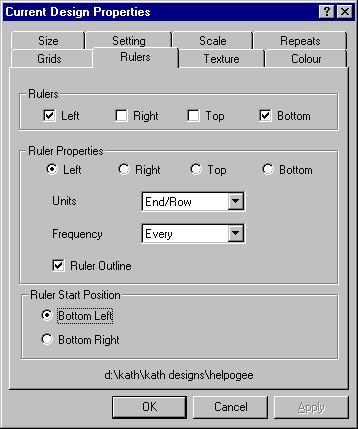 Current Design Properties
Size Setting Scale Repeats
Grids Rulers Texture Colour
Rulers
Left Right Top Bottom
Ruler Properties
Left Right Top Bottom
Units End/Row
Frequency Every
Ruler Outline
Ruler Start Position
Bottom Left
Bottom Right
d:\kath\kath designs\helpogee
OK Cancel Apply